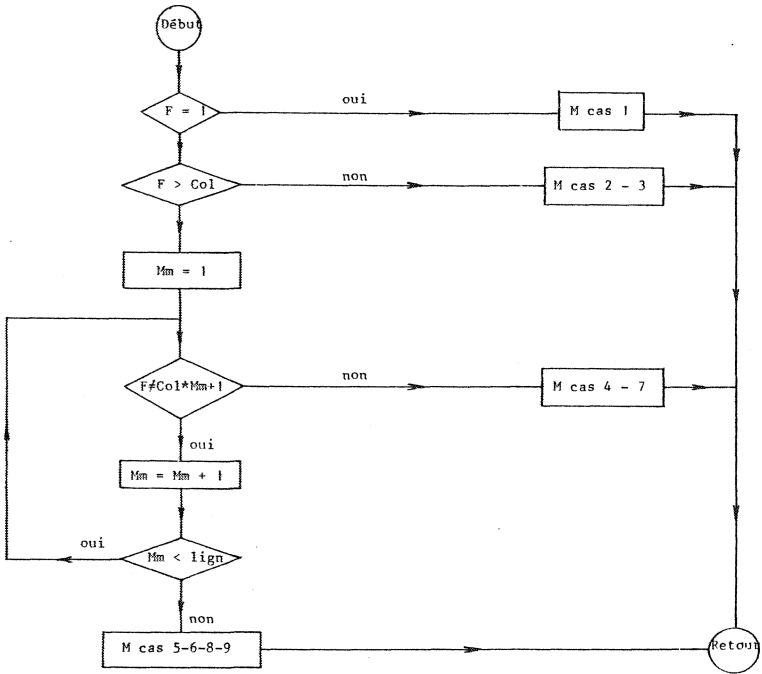 Début
F = 1
oui
M cas 1
F > Col
non
M cas 2 - 3
Mm = 1
F≠Col*Mm+1
non
M cas 4 - 7
oui
Mm = Mm + 1
oui
Mm < lign
non
M cas 5-6-8-9
Retour